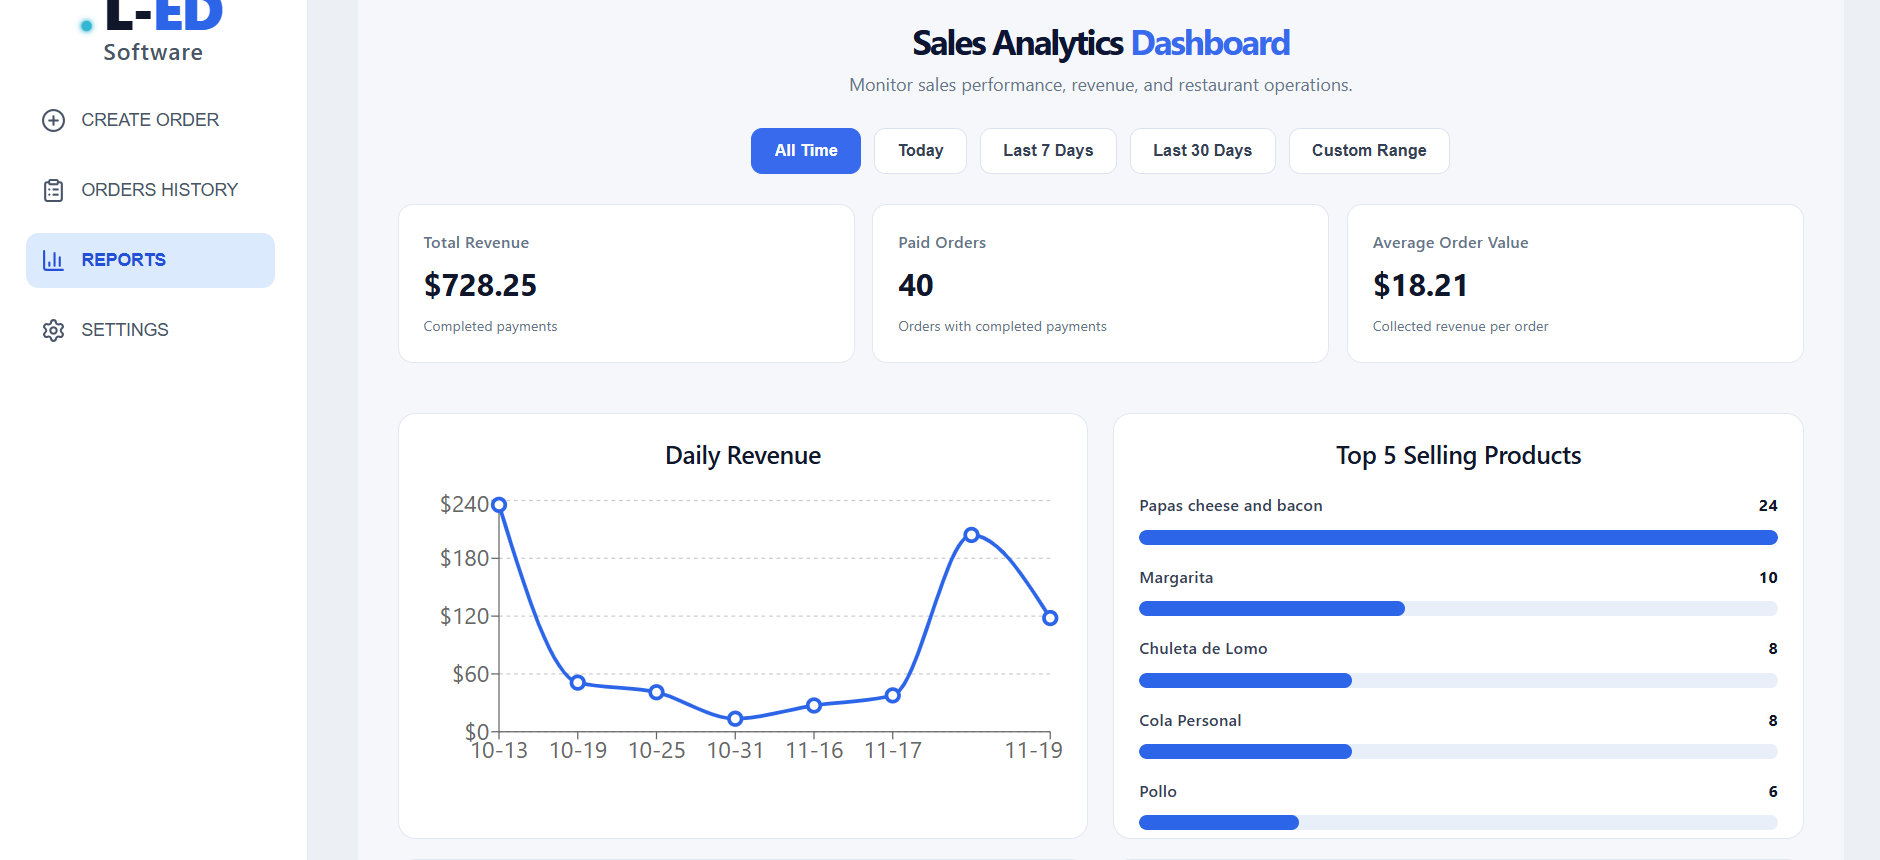 L-ED
Software
CREATE ORDER
ORDERS HISTORY
REPORTS
SETTINGS
Sales Analytics Dashboard
Monitor sales performance, revenue, and restaurant operations.
All Time
Today
Last 7 Days
Last 30 Days
Custom Range
Total Revenue
$728.25
Completed payments
Paid Orders
40
Orders with completed payments
Average Order Value
$18.21
Collected revenue per order
Daily Revenue
$240
$180
$120
$60
$0
10-13 10-19 10-25 10-31 11-16 11-17 11-19
Top 5 Selling Products
Papas cheese and bacon 24
Margarita 10
Chuleta de Lomo 8
Cola Personal 8
Pollo 6